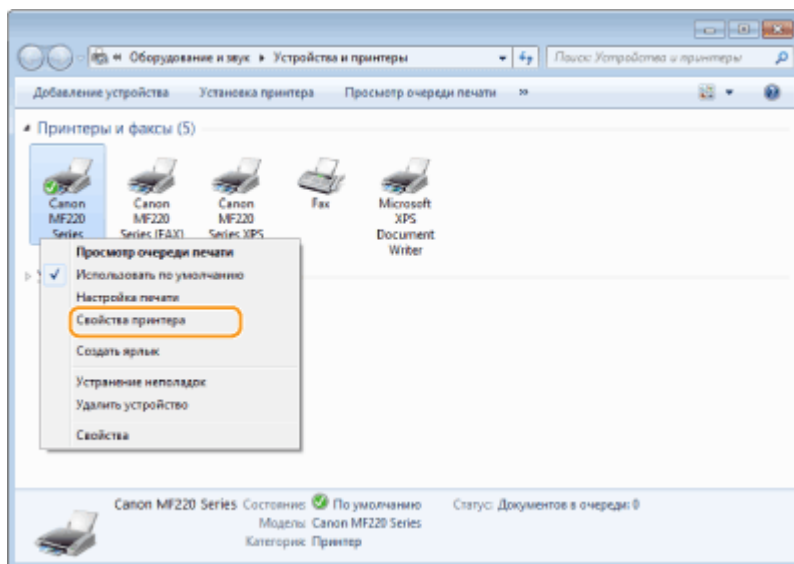 « Оборудование и звук ▸ Устройства и принтеры
Поиск: Устройства и принтеры
Добавление устройства Установка принтера Просмотр очереди печати »
Принтеры и факсы (5)
Canon MF220 Series
Canon MF220 Series (FAX)
Canon MF220 Series XPS
Fax
Microsoft XPS Document Writer
Просмотр очереди печати
Использовать по умолчанию
Настройка печати
Свойства принтера
Создать ярлык
Устранение неполадок
Удалить устройство
Свойства
Canon MF220 Series Состояние: По умолчанию Статус: Документов в очереди: 0
Модель: Canon MF220 Series
Категория: Принтер